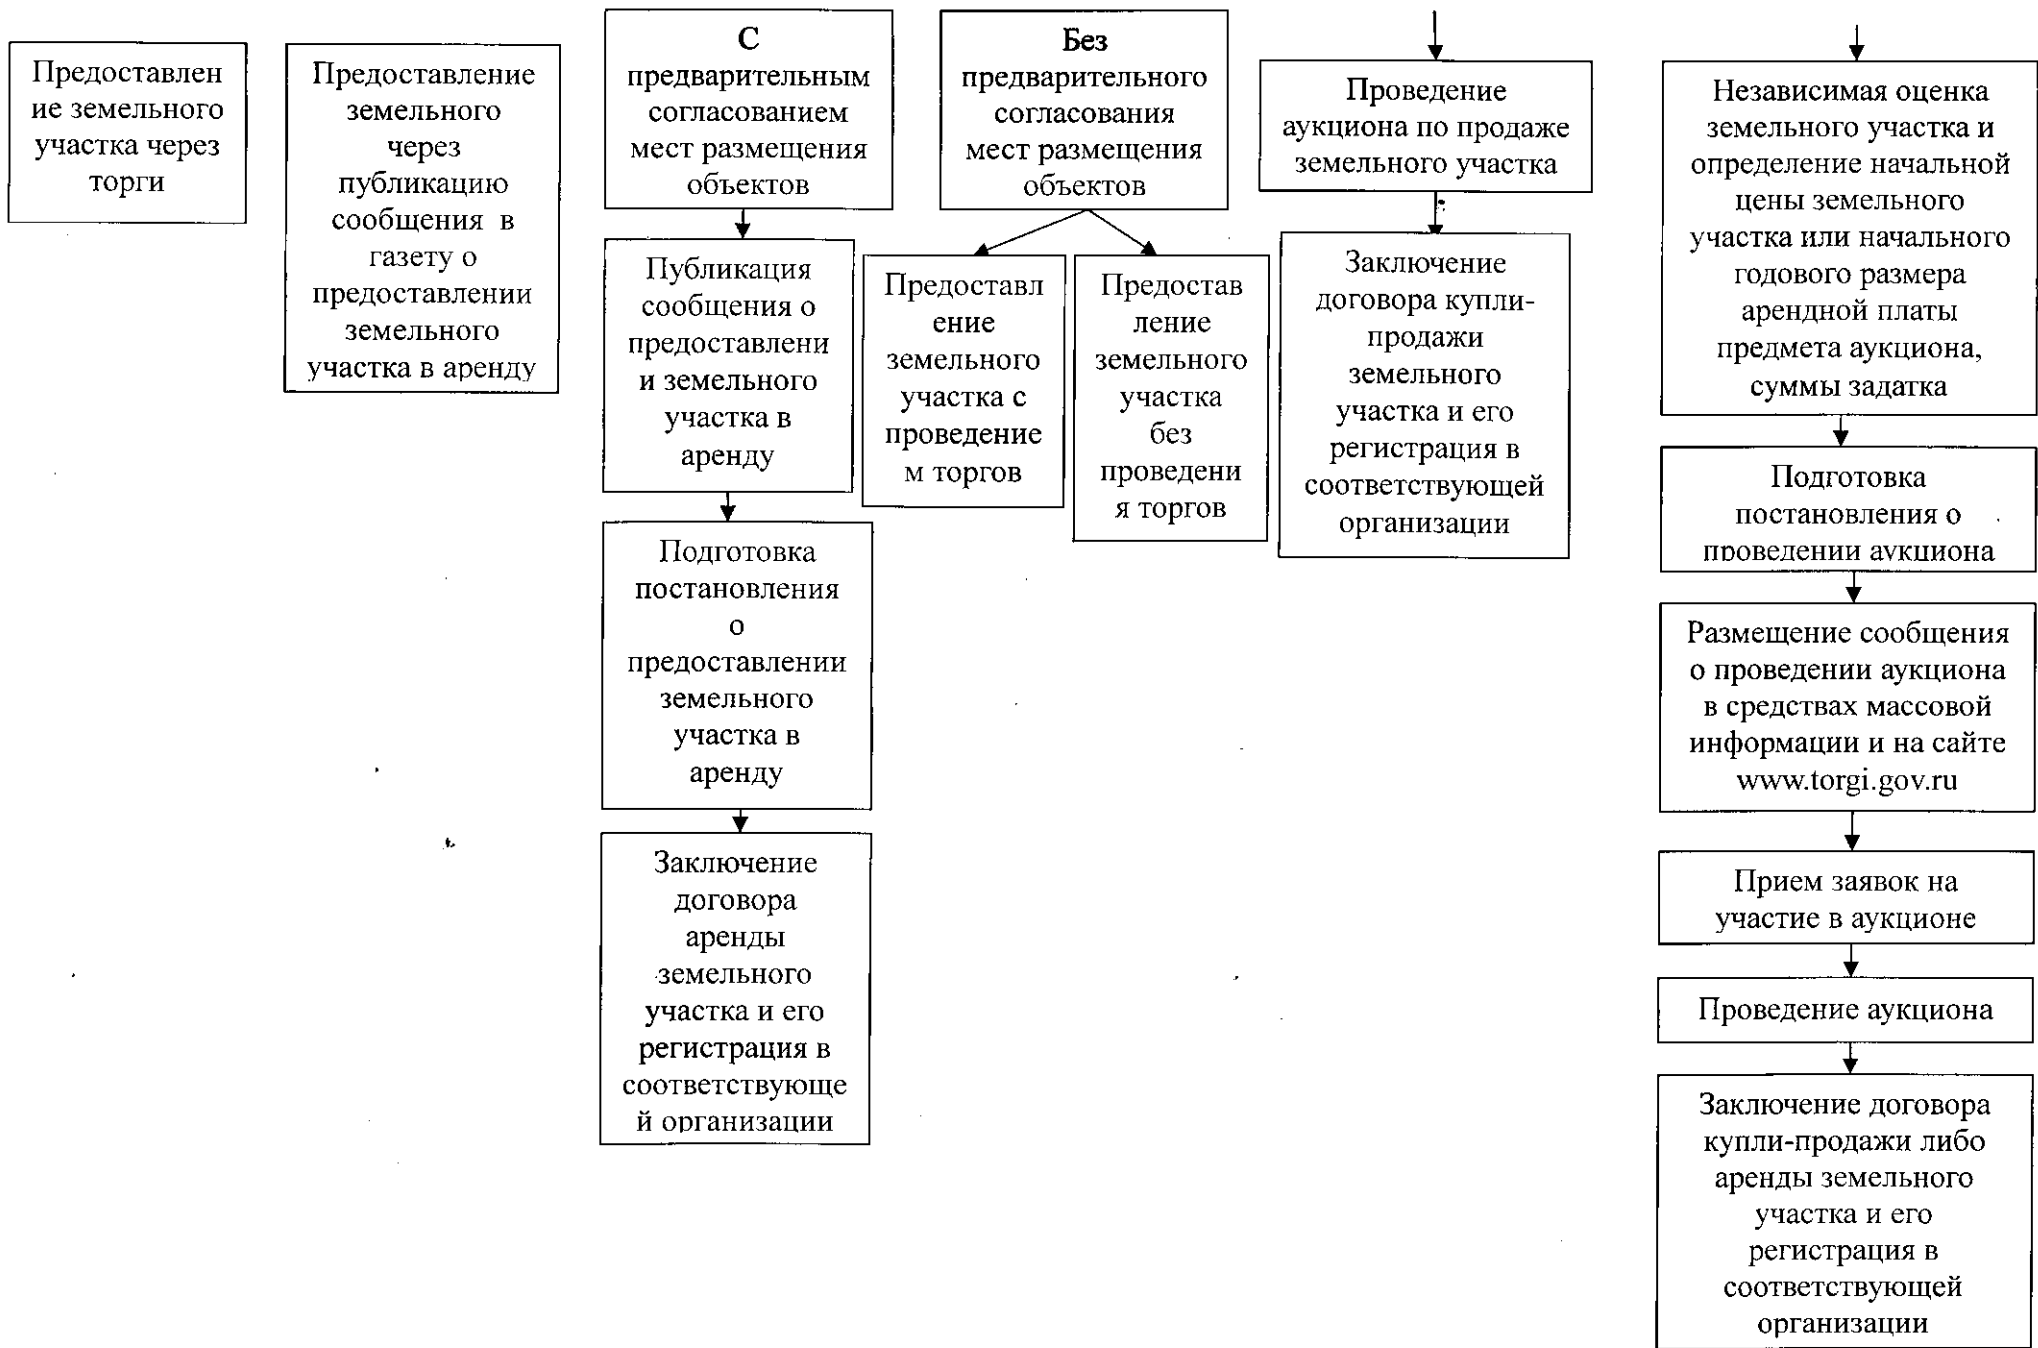 Предоставлен
ие земельного
участка через
торги
Предоставление
земельного
через
публикацию
сообщения в
газету о
предоставлении
земельного
участка в аренду
С
предварительным
согласованием
мест размещения
объектов
Публикация
сообщения о
предоставлени
и земельного
участка в
аренду
Подготовка
постановления
о
предоставлении
земельного
участка в
аренду
Заключение
договора
аренды
земельного
участка и его
регистрация в
соответствующе
й организации
Без
предварительного
согласования
мест размещения
объектов
Предоставл
ение
земельного
участка с
проведение
м торгов
Предостав
ление
земельного
участка
без
проведени
я торгов
Проведение
аукциона по продаже
земельного участка
Заключение
договора купли-
продажи
земельного
участка и его
регистрация в
соответствующей
организации
Независимая оценка
земельного участка и
определение начальной
цены земельного
участка или начального
годового размера
арендной платы
предмета аукциона,
суммы задатка
Подготовка
постановления о
проведении аукциона
Размещение сообщения
о проведении аукциона
в средствах массовой
информации и на сайте
www.torgi.gov.ru
Прием заявок на
участие в аукционе
Проведение аукциона
Заключение договора
купли-продажи либо
аренды земельного
участка и его
регистрация в
соответствующей
организации